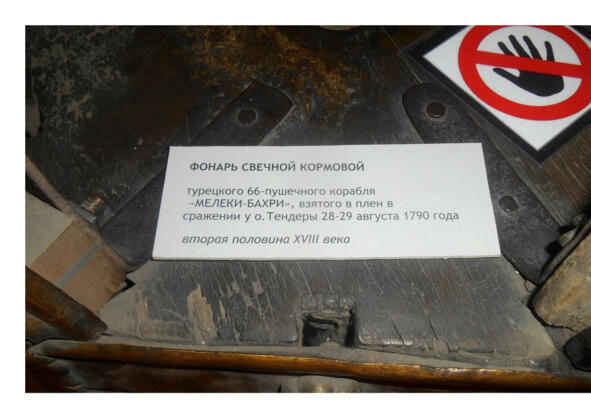 ФОНАРЬ СВЕЧНОЙ КОРМОВОЙ
турецкого 66-пушечного корабля
«МЕЛЕКИ-БАХРИ», взятого в плен в
сражении у о. Тендеры 28-29 августа 1790 года
вторая половина XVIII века